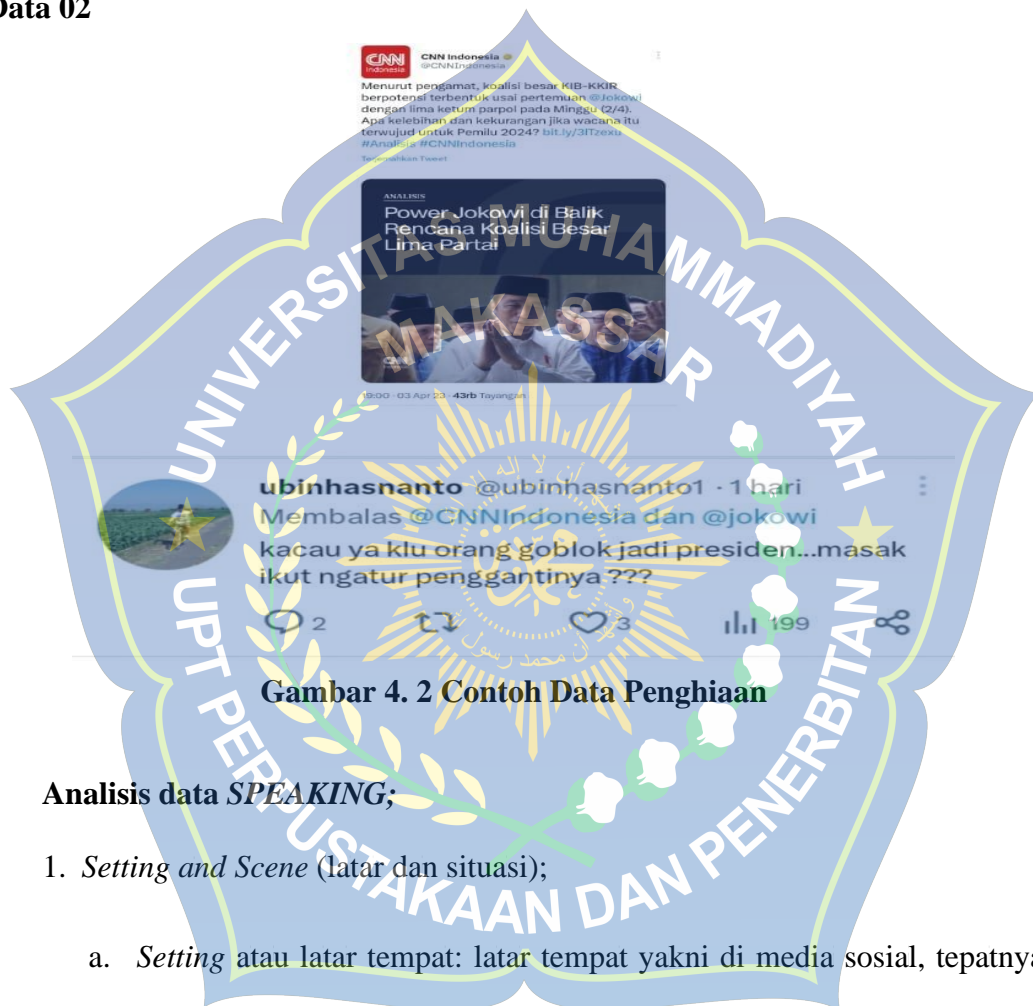 Data 02
CNN Indonesia
@CNNIndonesia
Menurut pengamat, koalisi besar KIB-KKIR
berpotensi terbentuk usai pertemuan @Jokowi
dengan lima ketum parpol pada Minggu (2/4).
Apa kelebihan dan kekurangan jika wacana itu
terwujud untuk Pemilu 2024? bit.ly/3ITzexu
#Analisis #CNNIndonesia
Terjemahkan Tweet
ANALISIS
Power Jokowi di Balik
Rencana Koalisi Besar
Lima Partai
19:00 · 03 Apr 23 · 43rb Tayangan
UNIVERSITAS MUHAMMADIYAH
MAKASSAR
ubinhasnanto @ubinhasnanto1 · 1 hari
Membalas @CNNIndonesia dan @jokowi
kacau ya klu orang goblok jadi presiden...masak
ikut ngatur penggantinya ???
2 3 199
Gambar 4. 2 Contoh Data Penghiaan
Analisis data SPEAKING;
1. Setting and Scene (latar dan situasi);
UPT PERPUSTAKAAN DAN PENERBITAN
a. Setting atau latar tempat: latar tempat yakni di media sosial, tepatnya